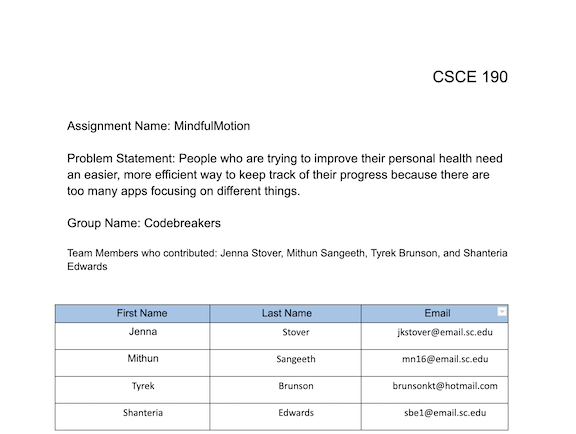 CSCE 190
Assignment Name: MindfulMotion
Problem Statement: People who are trying to improve their personal health need
an easier, more efficient way to keep track of their progress because there are
too many apps focusing on different things.
Group Name: Codebreakers
Team Members who contributed: Jenna Stover, Mithun Sangeeth, Tyrek Brunson, and Shanteria
Edwards
First Name Last Name Email
Jenna Stover jkstover@email.sc.edu
Mithun Sangeeth mn16@email.sc.edu
Tyrek Brunson brunsonkt@hotmail.com
Shanteria Edwards sbe1@email.sc.edu